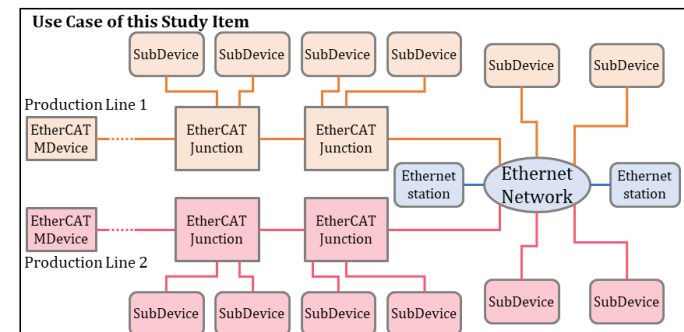 Use Case of this Study Item
SubDevice
SubDevice
SubDevice
SubDevice
SubDevice
SubDevice
Production Line 1
EtherCAT
MDevice
EtherCAT
Junction
EtherCAT
Junction
Ethernet
station
Ethernet
Network
Ethernet
station
EtherCAT
MDevice
EtherCAT
Junction
EtherCAT
Junction
Production Line 2
SubDevice
SubDevice
SubDevice
SubDevice
SubDevice
SubDevice